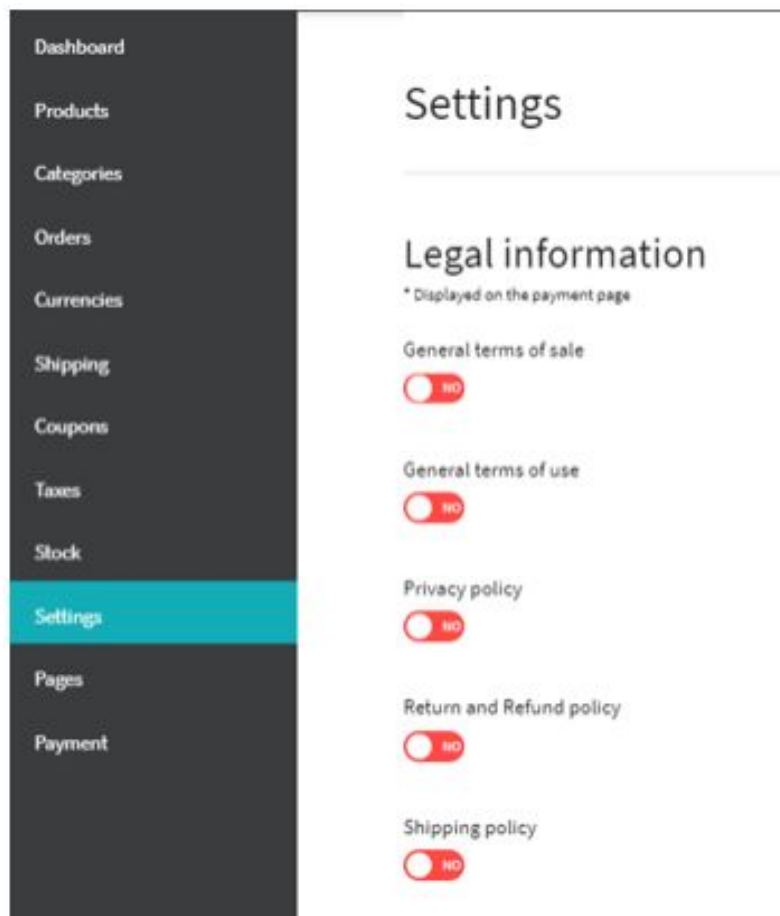 Dashboard
Products
Categories
Orders
Currencies
Shipping
Coupons
Taxes
Stock
Settings
Pages
Payment
Settings
Legal information
* Displayed on the payment page
General terms of sale
NO
General terms of use
NO
Privacy policy
NO
Return and Refund policy
NO
Shipping policy
NO